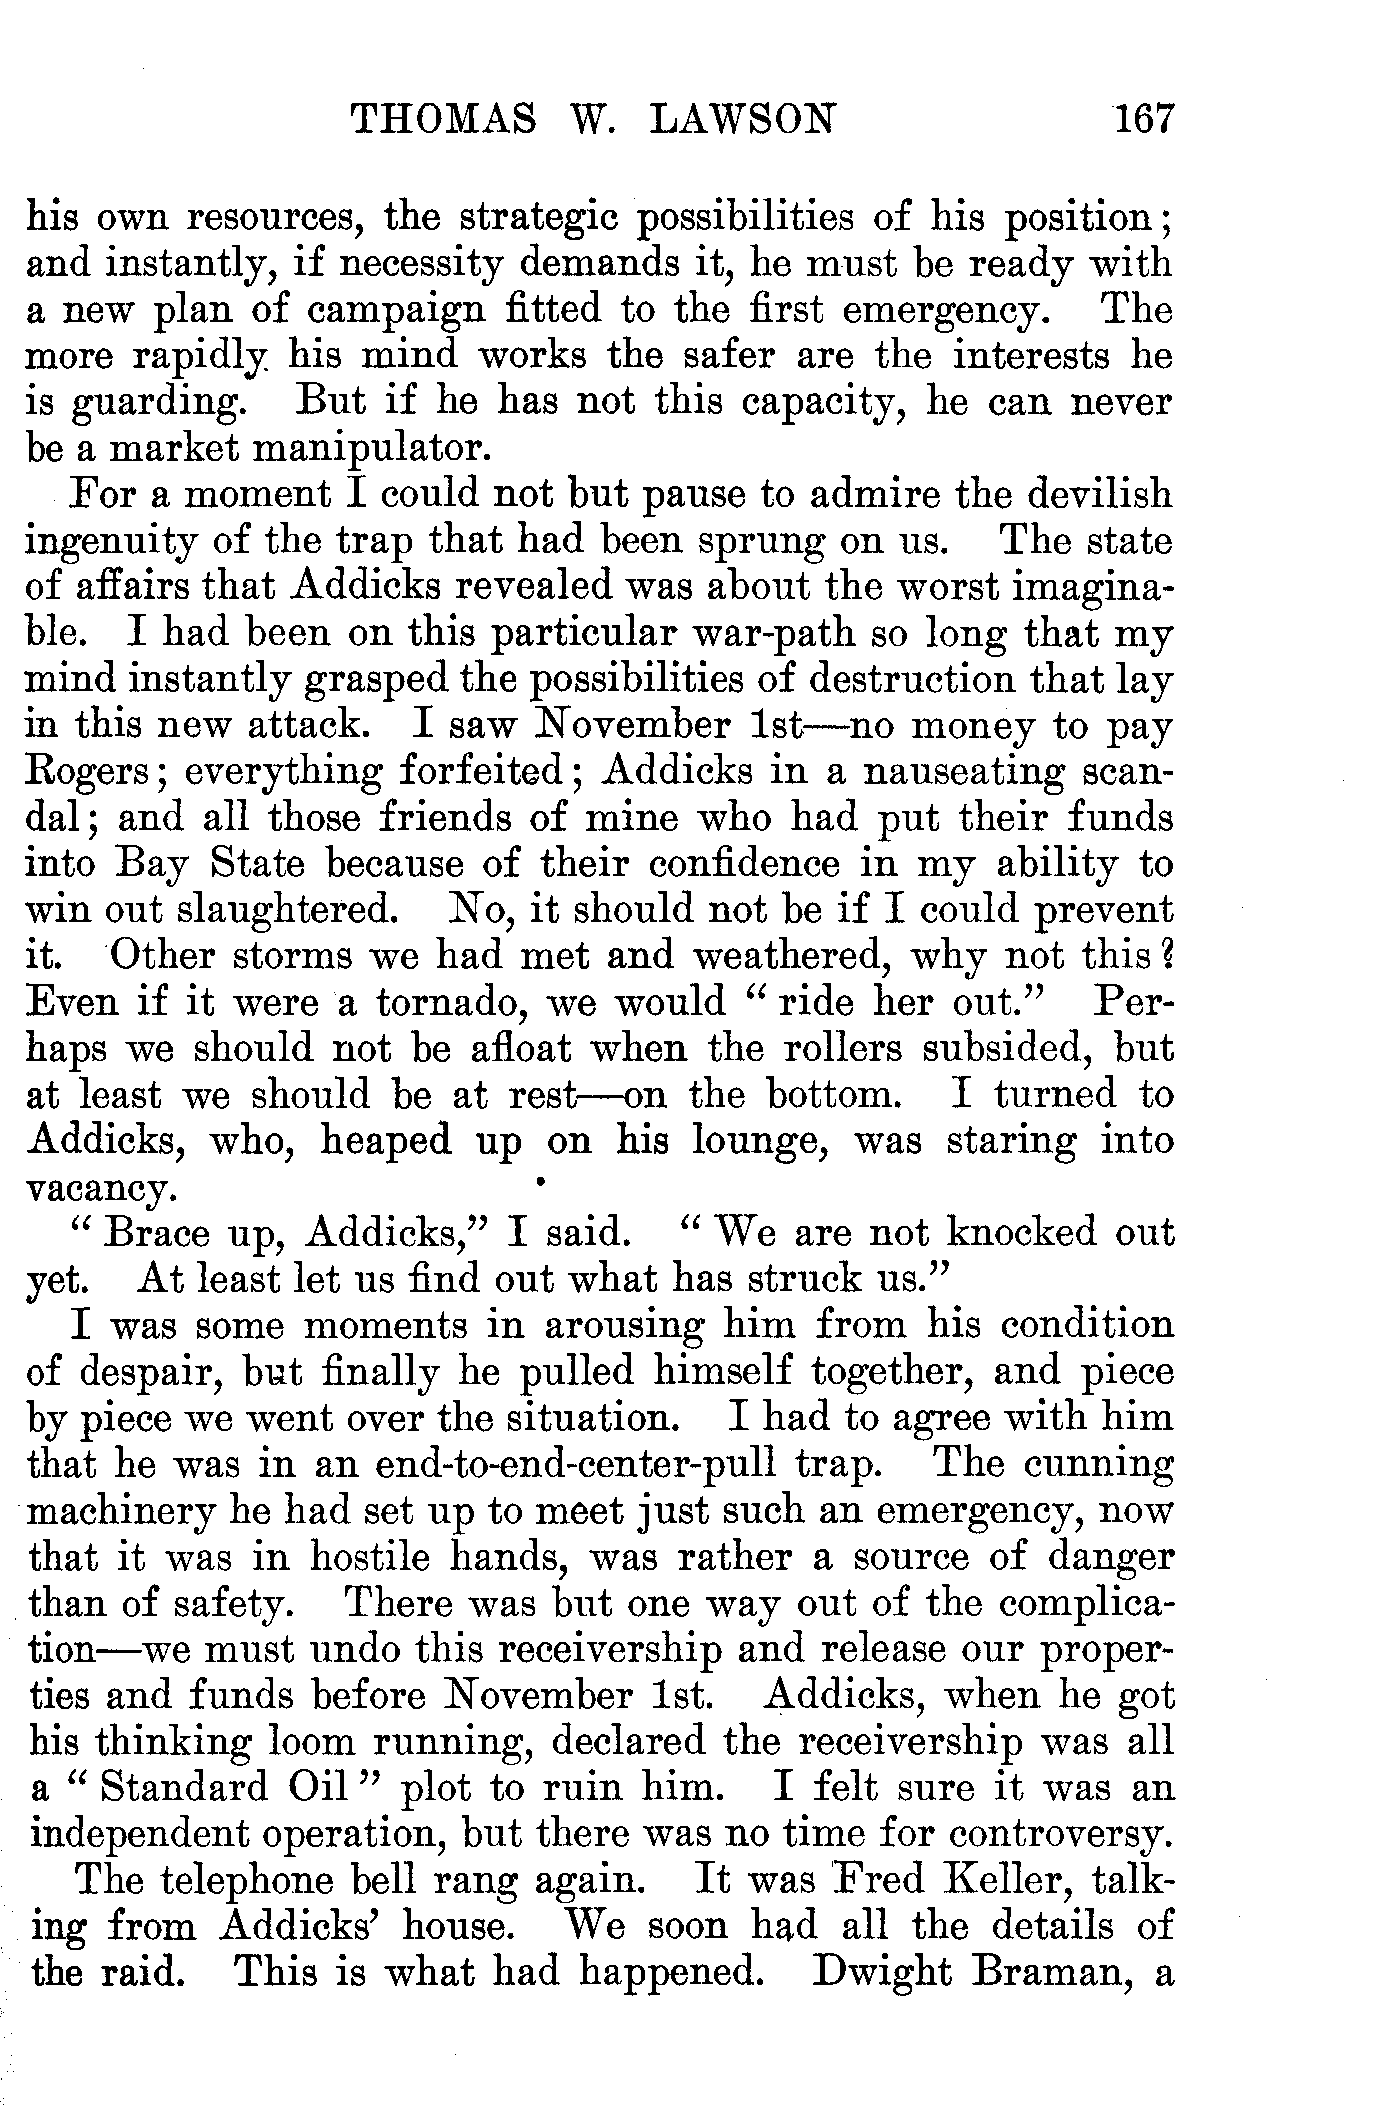 THOMAS W. LAWSON 167
his own resources, the strategic possibilities of his position;
and instantly, if necessity demands it, he must be ready with
a new plan of campaign fitted to the first emergency. The
more rapidly his mind works the safer are the interests he
is guarding. But if he has not this capacity, he can never
be a market manipulator.
For a moment I could not but pause to admire the devilish
ingenuity of the trap that had been sprung on us. The state
of affairs that Addicks revealed was about the worst imagina-
ble. I had been on this particular war-path so long that my
mind instantly grasped the possibilities of destruction that lay
in this new attack. I saw November 1st—no money to pay
Rogers; everything forfeited; Addicks in a nauseating scan-
dal; and all those friends of mine who had put their funds
into Bay State because of their confidence in my ability to
win out slaughtered. No, it should not be if I could prevent
it. Other storms we had met and weathered, why not this?
Even if it were a tornado, we would “ ride her out.” Per-
haps we should not be afloat when the rollers subsided, but
at least we should be at rest—on the bottom. I turned to
Addicks, who, heaped up on his lounge, was staring into
vacancy.
“ Brace up, Addicks,” I said. “ We are not knocked out
yet. At least let us find out what has struck us.”
I was some moments in arousing him from his condition
of despair, but finally he pulled himself together, and piece
by piece we went over the situation. I had to agree with him
that he was in an end-to-end-center-pull trap. The cunning
machinery he had set up to meet just such an emergency, now
that it was in hostile hands, was rather a source of danger
than of safety. There was but one way out of the complica-
tion—we must undo this receivership and release our proper-
ties and funds before November 1st. Addicks, when he got
his thinking loom running, declared the receivership was all
a “ Standard Oil ” plot to ruin him. I felt sure it was an
independent operation, but there was no time for controversy.
The telephone bell rang again. It was Fred Keller, talk-
ing from Addicks’ house. We soon had all the details of
the raid. This is what had happened. Dwight Braman, a